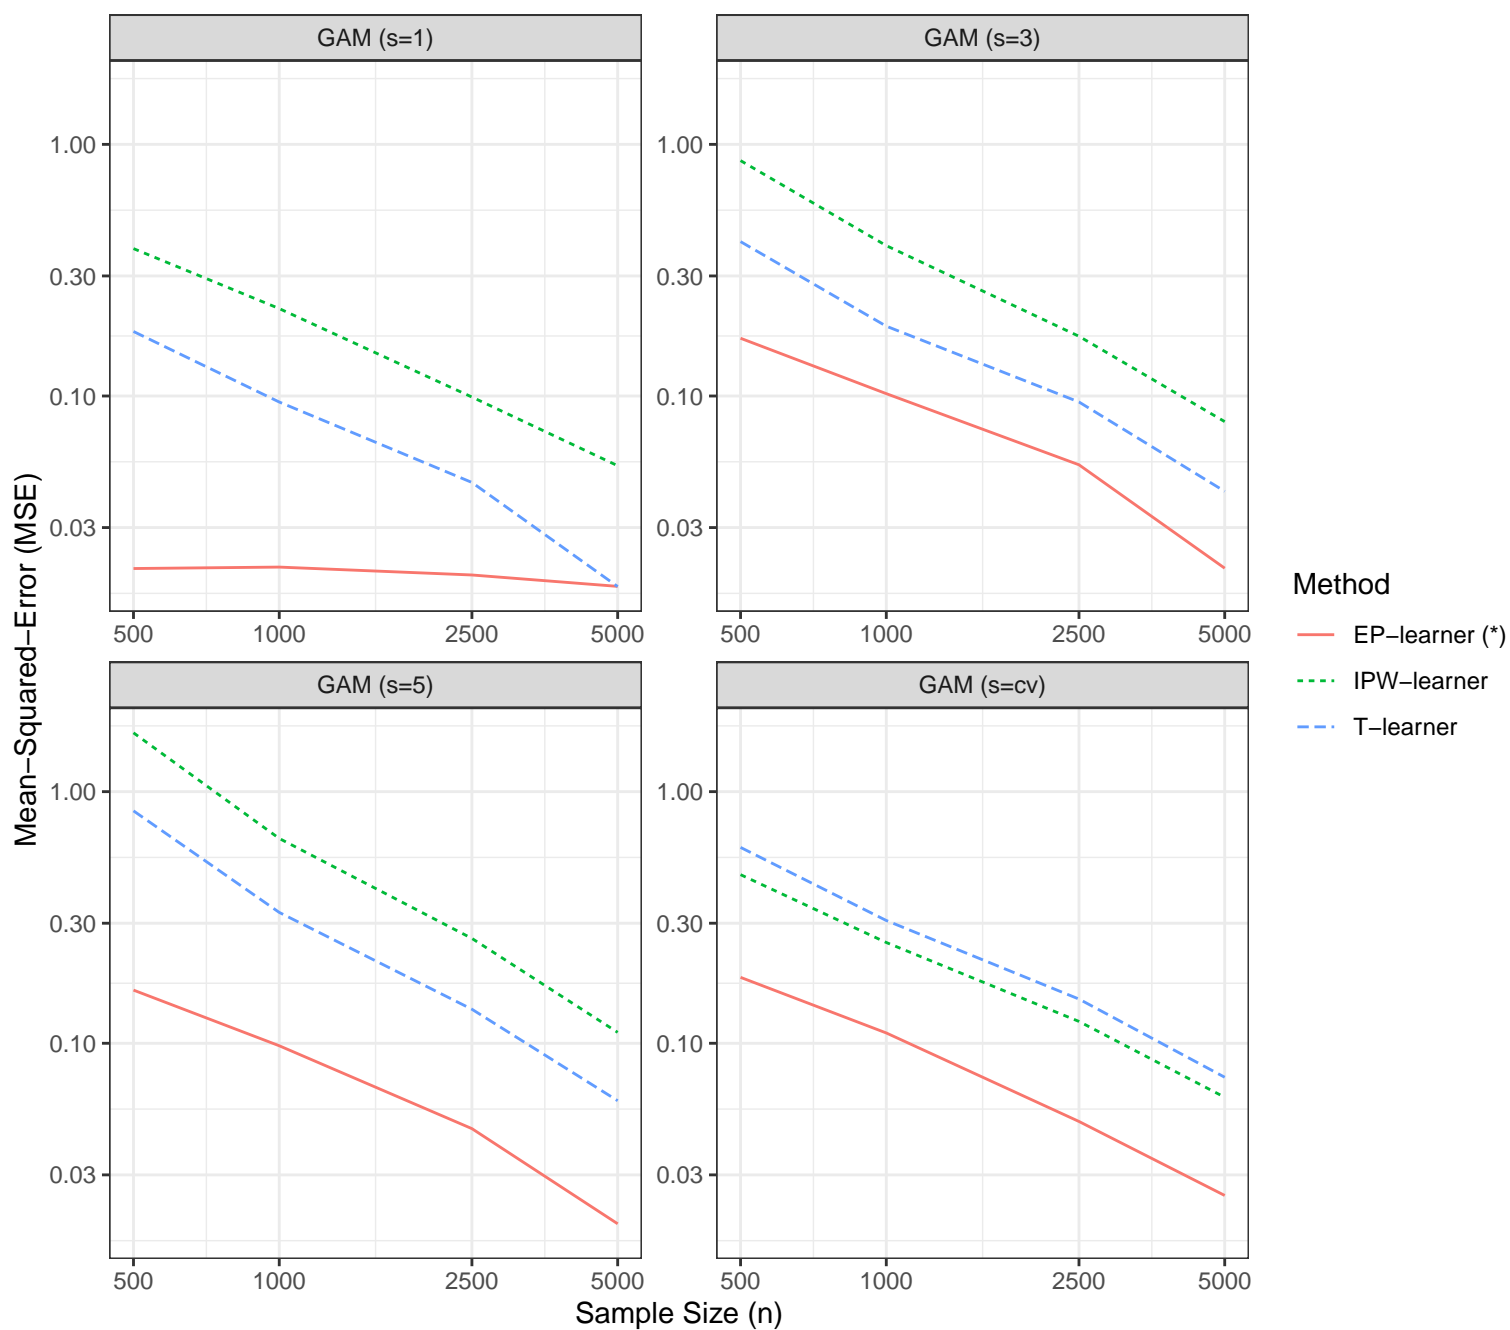 GAM (s=1)
GAM (s=3)
1.00
0.30
0.10
0.03
1.00
0.30
0.10
0.03
500 1000 2500 5000
500 1000 2500 5000
GAM (s=5)
GAM (s=cv)
1.00
0.30
0.10
0.03
1.00
0.30
0.10
0.03
500 1000 2500 5000
500 1000 2500 5000
Sample Size (n)
Mean−Squared−Error (MSE)
Method
EP−learner (*)
IPW−learner
T−learner